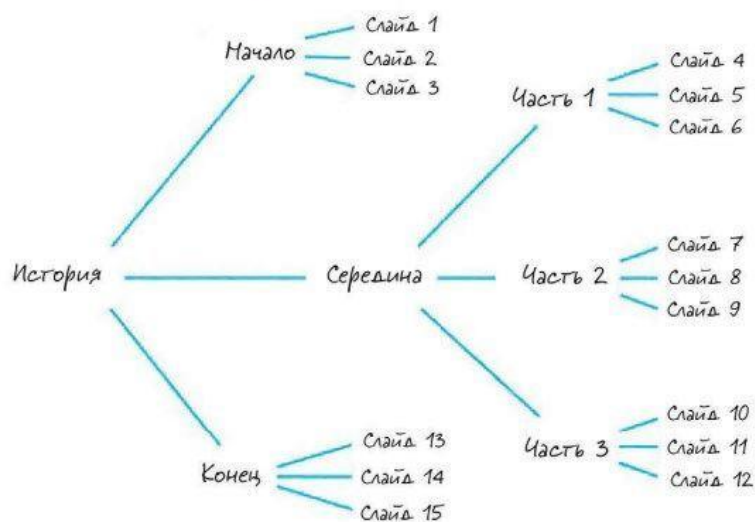 История
Начало
Слайд 1
Слайд 2
Слайд 3
Середина
Часть 1
Слайд 4
Слайд 5
Слайд 6
Часть 2
Слайд 7
Слайд 8
Слайд 9
Часть 3
Слайд 10
Слайд 11
Слайд 12
Конец
Слайд 13
Слайд 14
Слайд 15